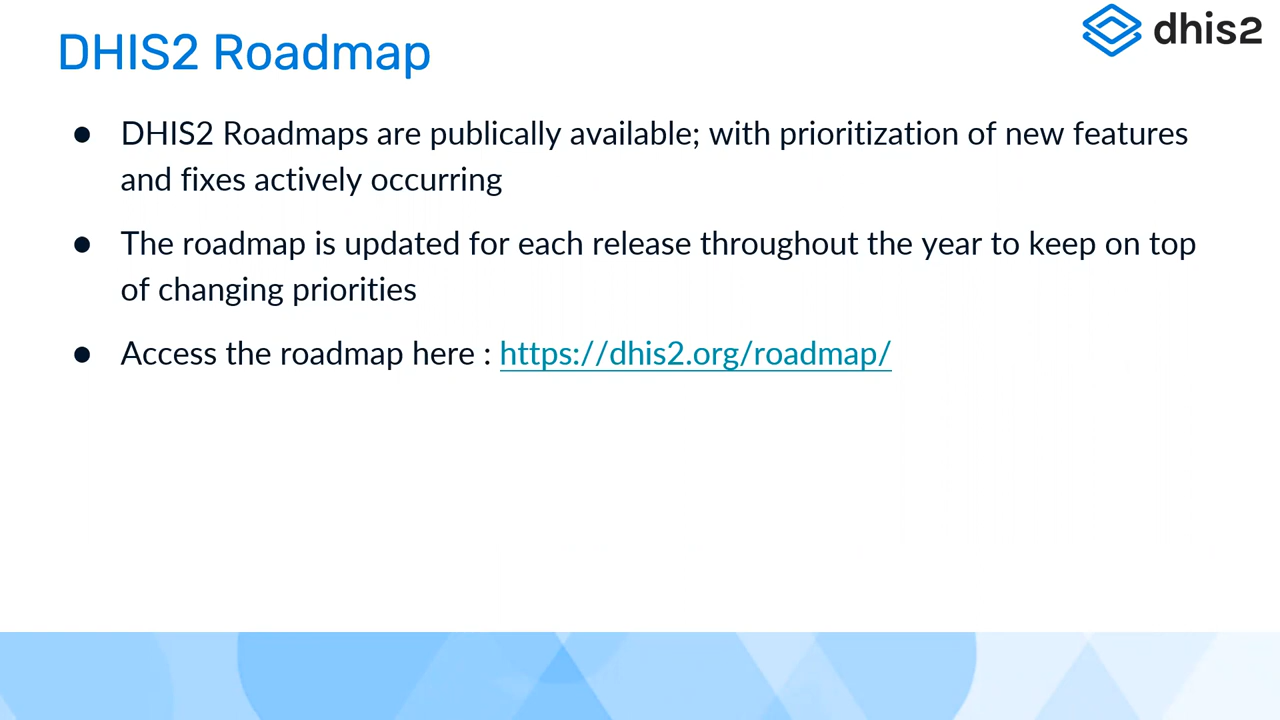 DHIS2 Roadmap
dhis2
● DHIS2 Roadmaps are publically available; with prioritization of new features
and fixes actively occurring
● The roadmap is updated for each release throughout the year to keep on top
of changing priorities
● Access the roadmap here : https://dhis2.org/roadmap/